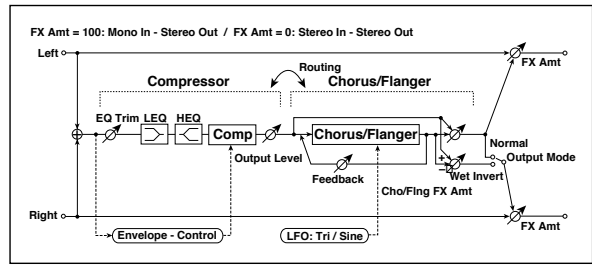 FX Amt = 100: Mono In - Stereo Out / FX Amt = 0: Stereo In - Stereo Out
Left
FX Amt
Routing
Compressor
Chorus/Flanger
EQ Trim
LEQ
HEQ
Comp
Output Level
Chorus/Flanger
Feedback
Cho/Flng FX Amt
+
−
Wet Invert
Normal
Output Mode
Right
Envelope - Control
LFO: Tri / Sine
FX Amt